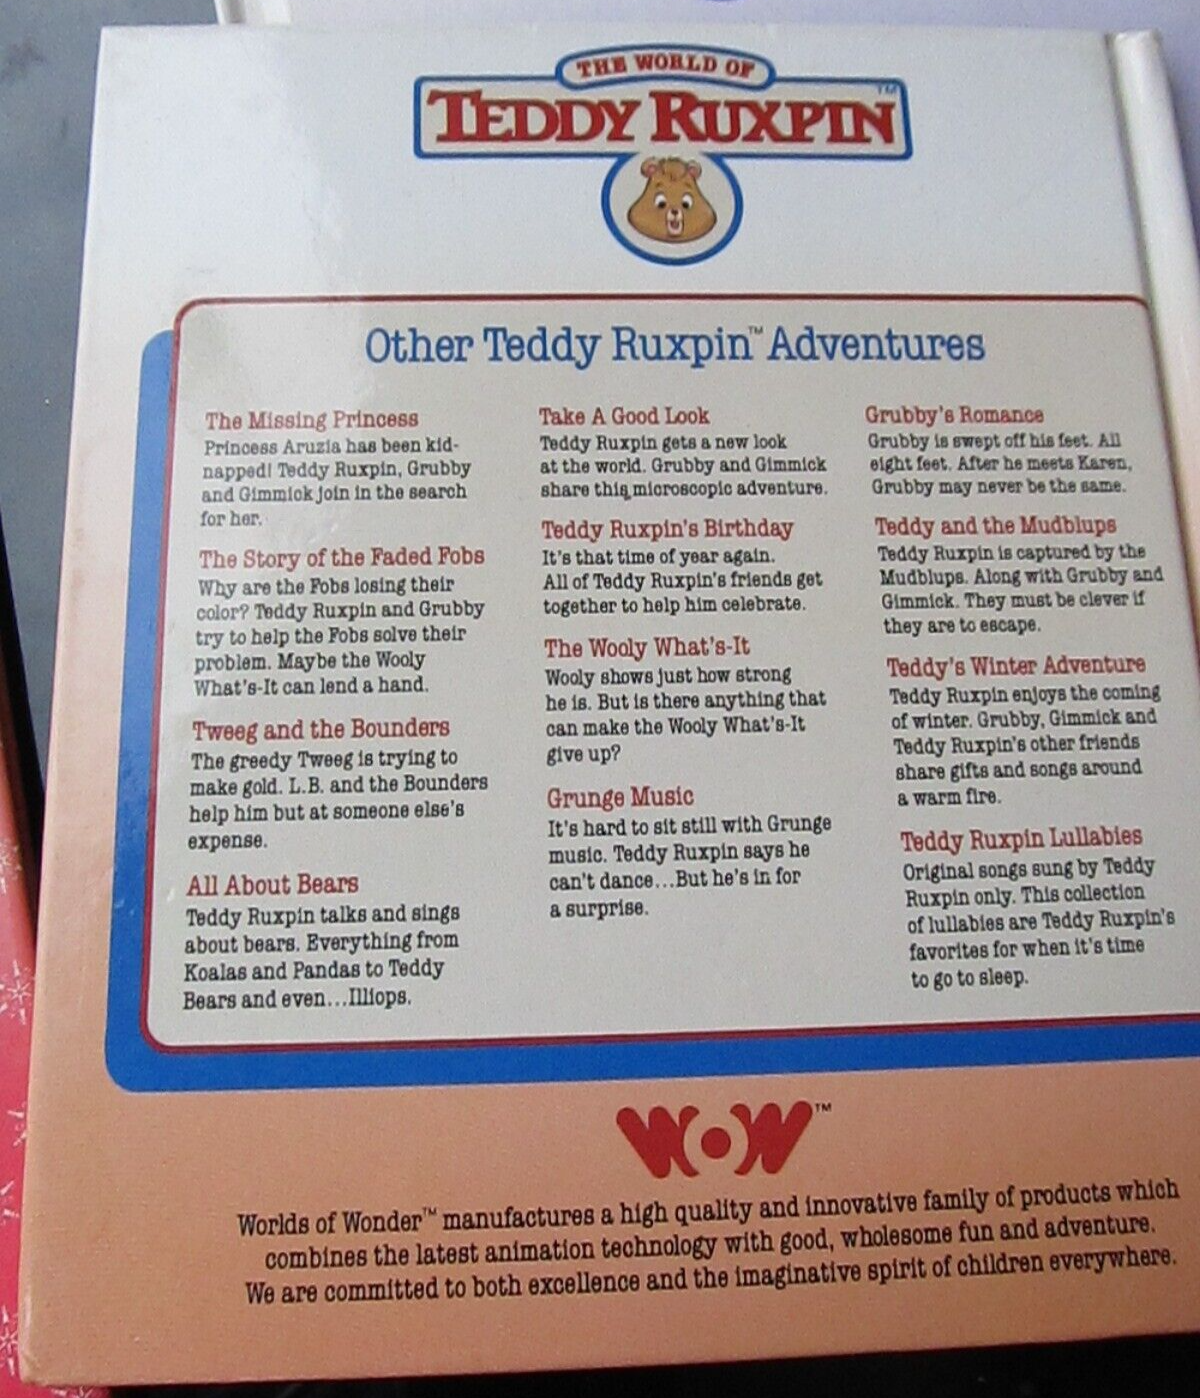 THE WORLD OF
TEDDY RUXPIN™
Other Teddy Ruxpin™ Adventures
The Missing Princess
Princess Aruzia has been kid-
napped! Teddy Ruxpin, Grubby
and Gimmick join in the search
for her.
The Story of the Faded Fobs
Why are the Fobs losing their
color? Teddy Ruxpin and Grubby
try to help the Fobs solve their
problem. Maybe the Wooly
What's-It can lend a hand.
Tweeg and the Bounders
The greedy Tweeg is trying to
make gold. L.B. and the Bounders
help him but at someone else's
expense.
All About Bears
Teddy Ruxpin talks and sings
about bears. Everything from
Koalas and Pandas to Teddy
Bears and even...Illiops.
Take A Good Look
Teddy Ruxpin gets a new look
at the world. Grubby and Gimmick
share this microscopic adventure.
Teddy Ruxpin's Birthday
It's that time of year again.
All of Teddy Ruxpin's friends get
together to help him celebrate.
The Wooly What's-It
Wooly shows just how strong
he is. But is there anything that
can make the Wooly What's-It
give up?
Grunge Music
It's hard to sit still with Grunge
music. Teddy Ruxpin says he
can't dance...But he's in for
a surprise.
Grubby's Romance
Grubby is swept off his feet. All
eight feet. After he meets Karen,
Grubby may never be the same.
Teddy and the Mudblups
Teddy Ruxpin is captured by the
Mudblups. Along with Grubby and
Gimmick. They must be clever if
they are to escape.
Teddy's Winter Adventure
Teddy Ruxpin enjoys the coming
of winter. Grubby, Gimmick and
Teddy Ruxpin's other friends
share gifts and songs around
a warm fire.
Teddy Ruxpin Lullabies
Original songs sung by Teddy
Ruxpin only. This collection
of lullabies are Teddy Ruxpin's
favorites for when it's time
to go to sleep.
WOW™
Worlds of Wonder™ manufactures a high quality and innovative family of products which
combines the latest animation technology with good, wholesome fun and adventure.
We are committed to both excellence and the imaginative spirit of children everywhere.